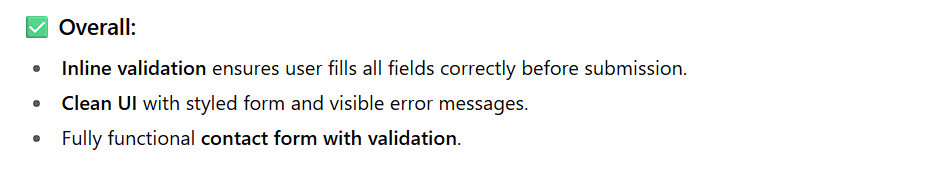 ✅ Overall:
• Inline validation ensures user fills all fields correctly before submission.
• Clean UI with styled form and visible error messages.
• Fully functional contact form with validation.